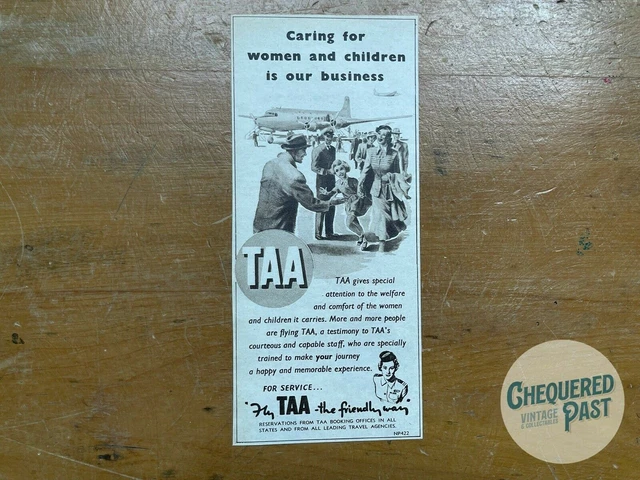 Caring for
women and children
is our business
TAA
TAA gives special
attention to the welfare
and comfort of the women
and children it carries. More and more people
are flying TAA, a testimony to TAA's
courteous and capable staff, who are specially
trained to make your journey
a happy and memorable experience.
FOR SERVICE...
"Fly TAA -the friendly way"
RESERVATIONS FROM TAA BOOKING OFFICES IN ALL
STATES AND FROM ALL LEADING TRAVEL AGENCIES.
NP422
CHEQUERED
VINTAGE
& COLLECTABLES
PAST